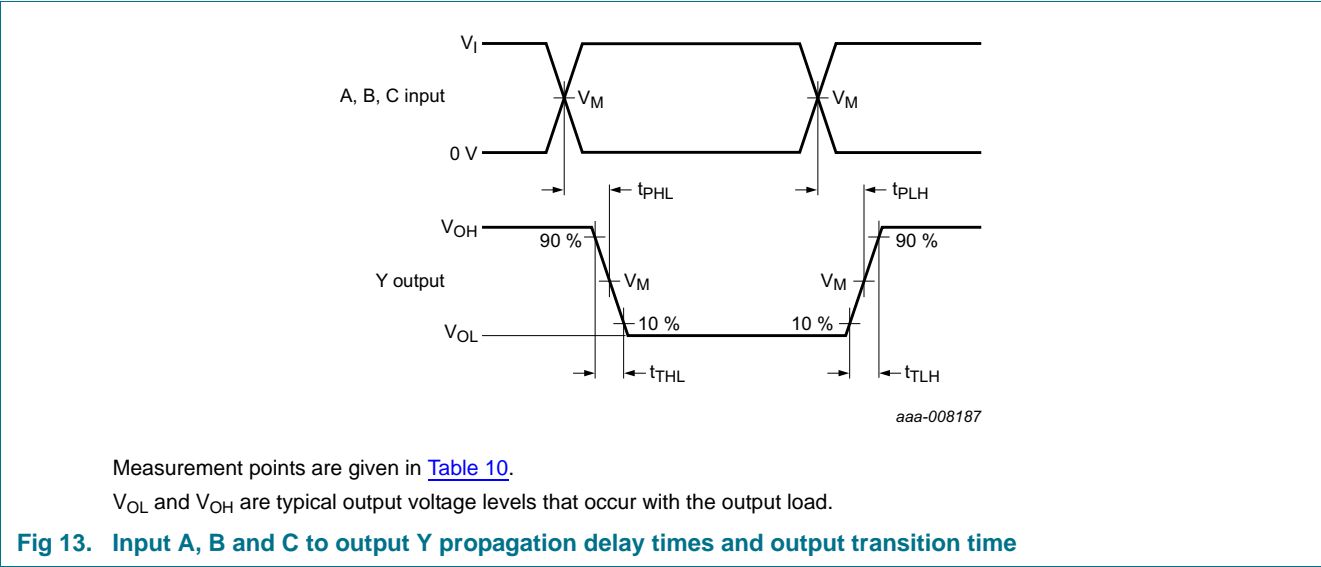 VI
A, B, C input
VM
VM
0 V
tPHL
tPLH
VOH
90 %
90 %
Y output
VM
VM
10 %
10 %
VOL
tTHL
tTLH
aaa-008187
Measurement points are given in Table 10.
VOL and VOH are typical output voltage levels that occur with the output load.
Fig 13. Input A, B and C to output Y propagation delay times and output transition time